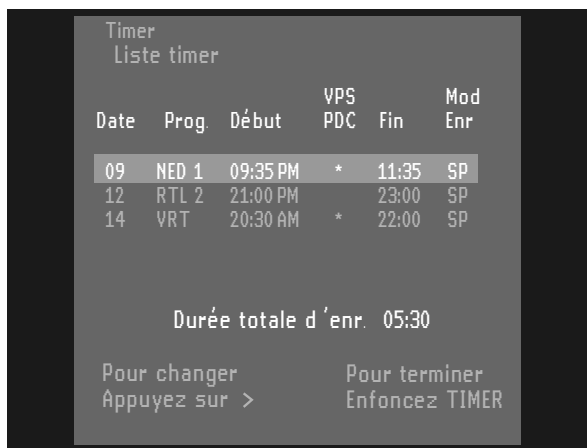 Timer
Liste timer
VPS Mod
Date Prog. Début PDC Fin Enr
09 NED 1 09:35 PM * 11:35 SP
12 RTL 2 21:00 PM 23:00 SP
14 VRT 20:30 AM * 22:00 SP
Durée totale d'enr. 05:30
Pour changer Pour terminer
Appuyez sur > Enfoncez TIMER